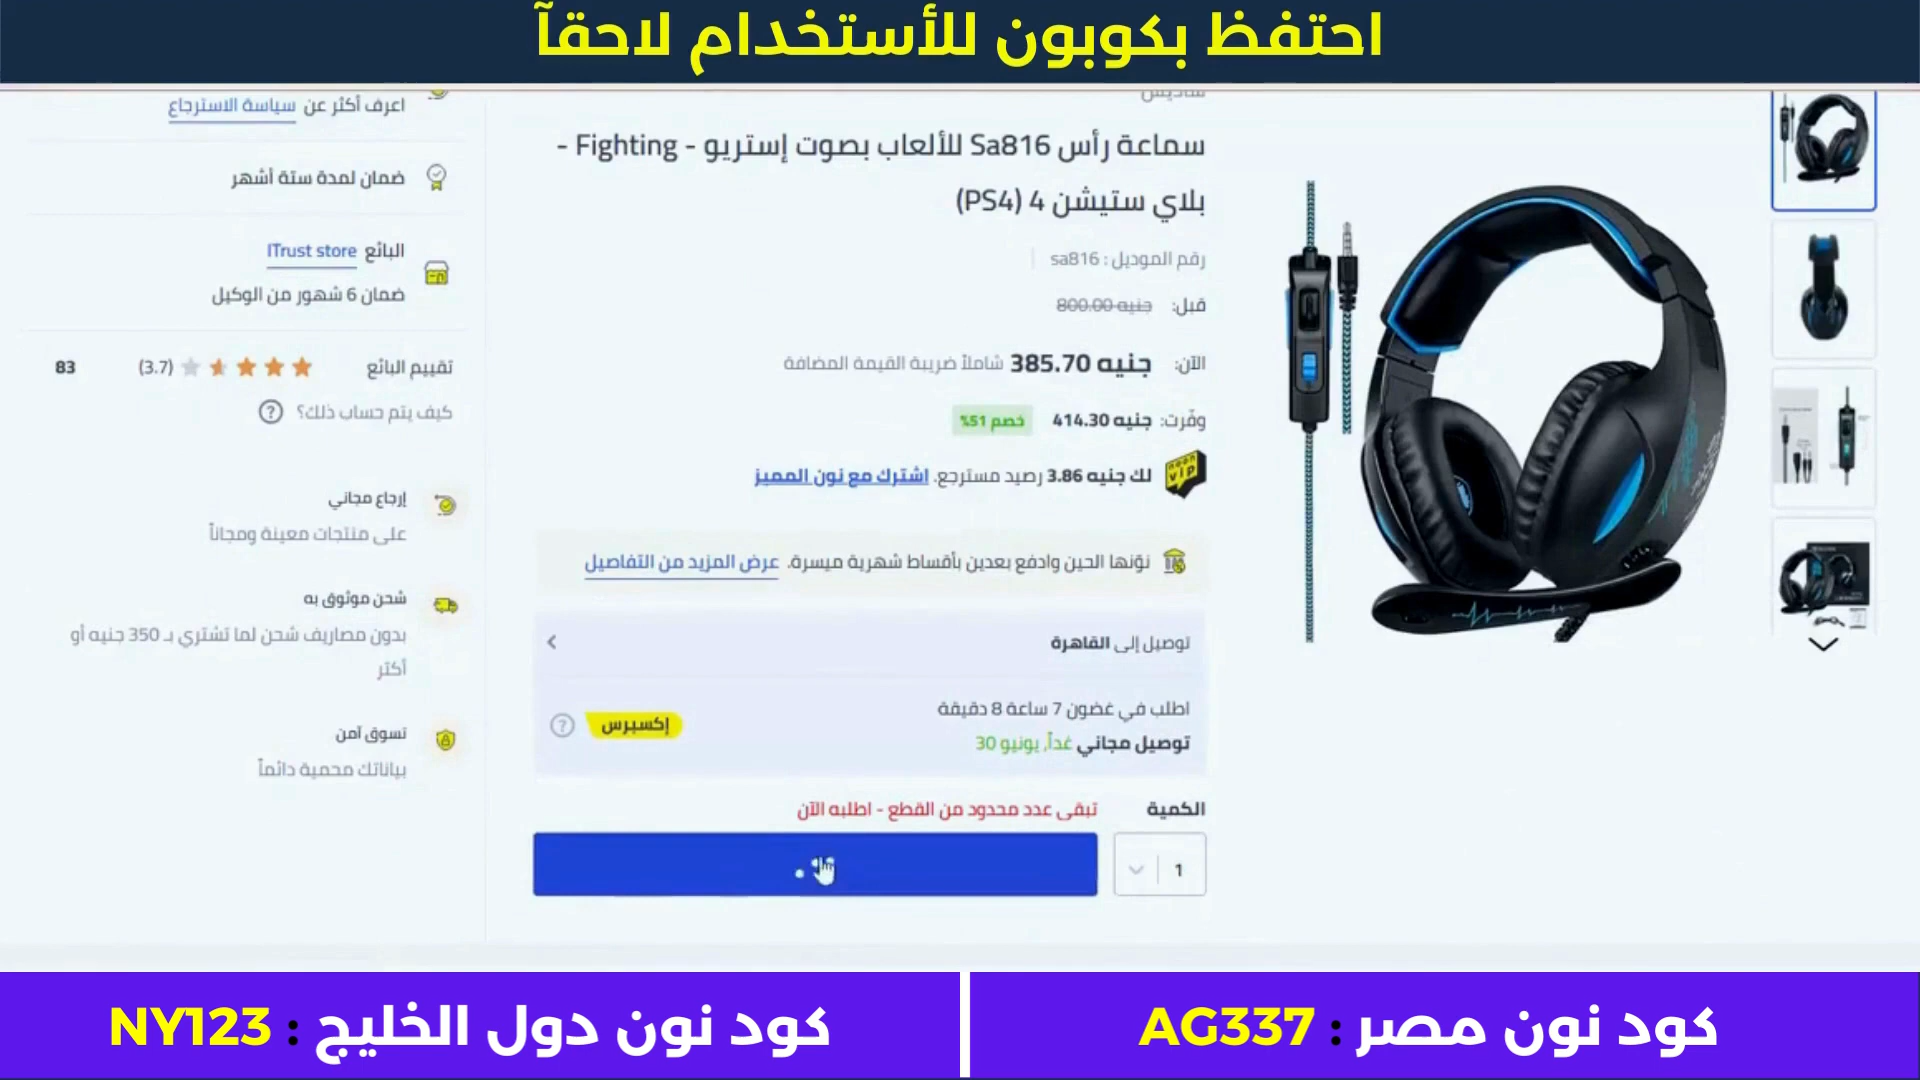 احتفظ بكوبون للأستخدام لاحقآ
ساديس
سماعة رأس Sa816 للألعاب بصوت إستريو - Fighting -
بلاي ستيشن 4 (PS4)
رقم الموديل : sa816
قبل: جنيه 800.00
الآن: جنيه 385.70 شاملاً ضريبة القيمة المضافة
وفّرت: جنيه 414.30 خصم 51%
noon vip
لك جنيه 3.86 رصيد مسترجع. اشترك مع نون المميز
نوّنها الحين وادفع بعدين بأقساط شهرية ميسرة. عرض المزيد من التفاصيل
توصيل إلى القاهرة
اطلب في غضون 7 ساعة 8 دقيقة
توصيل مجاني غداً, يونيو 30
إكسبرس
الكمية
تبقى عدد محدود من القطع - اطلبه الآن
1
اعرف أكثر عن سياسة الاسترجاع
ضمان لمدة ستة أشهر
البائع ITrust store
ضمان 6 شهور من الوكيل
تقييم البائع (3.7) 83
كيف يتم حساب ذلك؟
إرجاع مجاني
على منتجات معينة ومجاناً
شحن موثوق به
بدون مصاريف شحن لما تشتري بـ 350 جنيه أو
أكثر
تسوق آمن
بياناتك محمية دائماً
كود نون مصر : AG337
كود نون دول الخليج : NY123